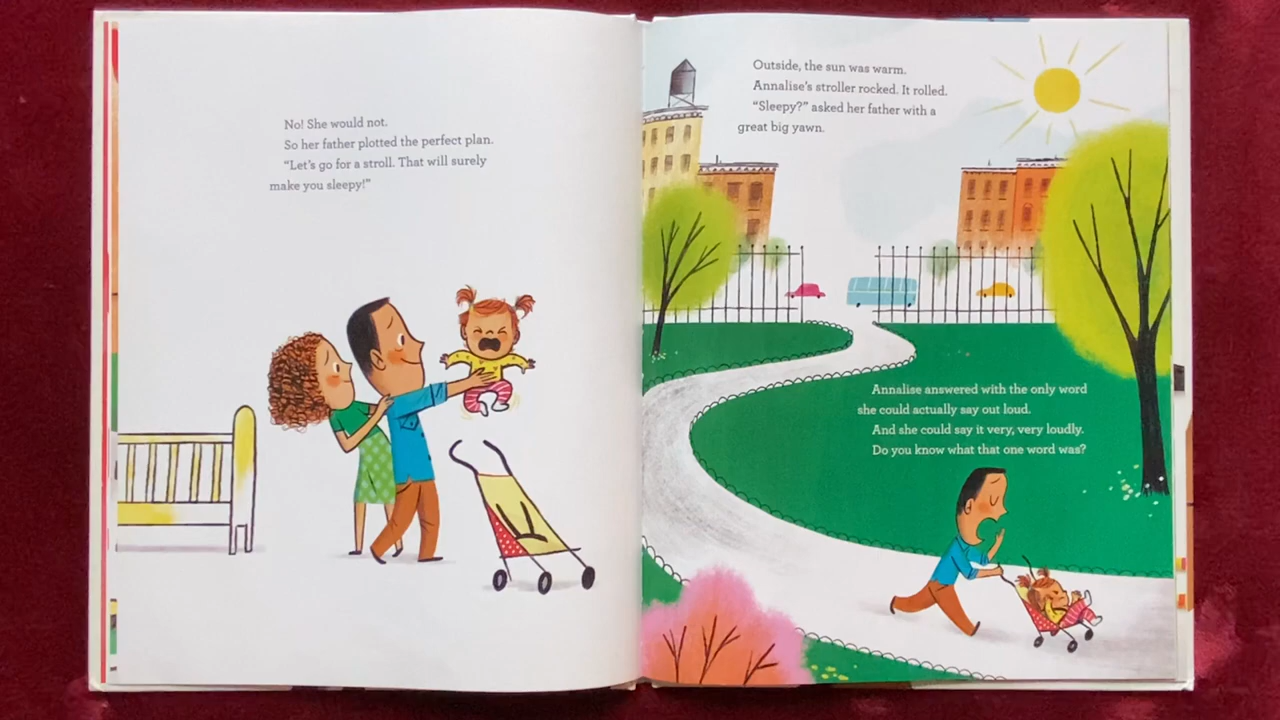 No! She would not.
So her father plotted the perfect plan.
“Let’s go for a stroll. That will surely
make you sleepy!”
Outside, the sun was warm.
Annalise’s stroller rocked. It rolled.
“Sleepy?” asked her father with a
great big yawn.
Annalise answered with the only word
she could actually say out loud.
And she could say it very, very loudly.
Do you know what that one word was?